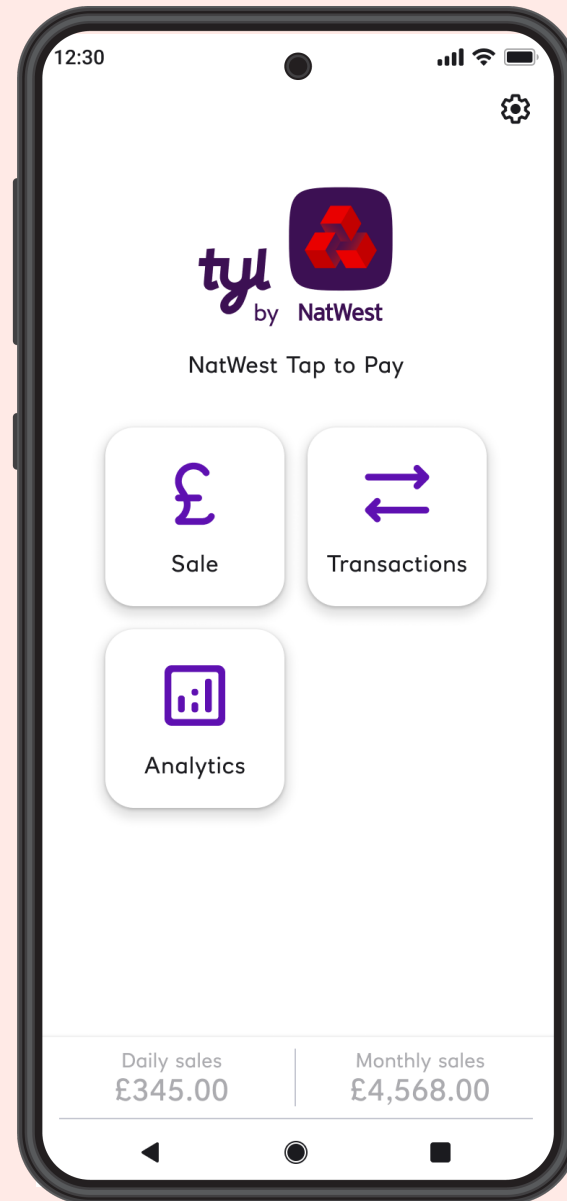 12:30
tyl
by NatWest
NatWest Tap to Pay
£
Sale
Transactions
Analytics
Daily sales
£345.00
Monthly sales
£4,568.00